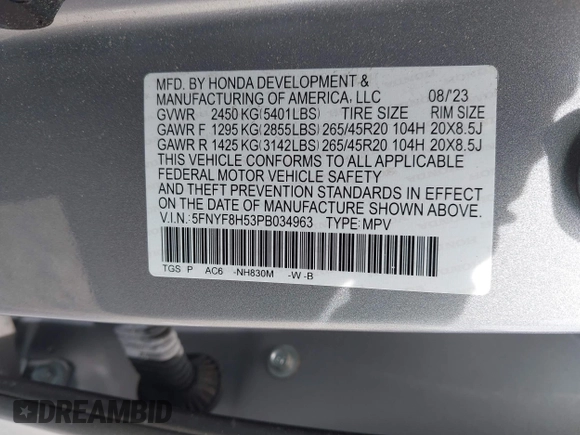 MFD. BY HONDA DEVELOPMENT &
MANUFACTURING OF AMERICA, LLC 08/'23
GVWR 2450 KG(5401LBS) TIRE SIZE RIM SIZE
GAWR F 1295 KG(2855LBS) 265/45R20 104H 20X8.5J
GAWR R 1425 KG(3142LBS) 265/45R20 104H 20X8.5J
THIS VEHICLE CONFORMS TO ALL APPLICABLE
FEDERAL MOTOR VEHICLE SAFETY
AND THEFT PREVENTION STANDARDS IN EFFECT
ON THE DATE OF MANUFACTURE SHOWN ABOVE.
V.I.N.:5FNYF8H53PB034963 TYPE:MPV
TGS P AC6 -NH830M -W -B
DREAMBID